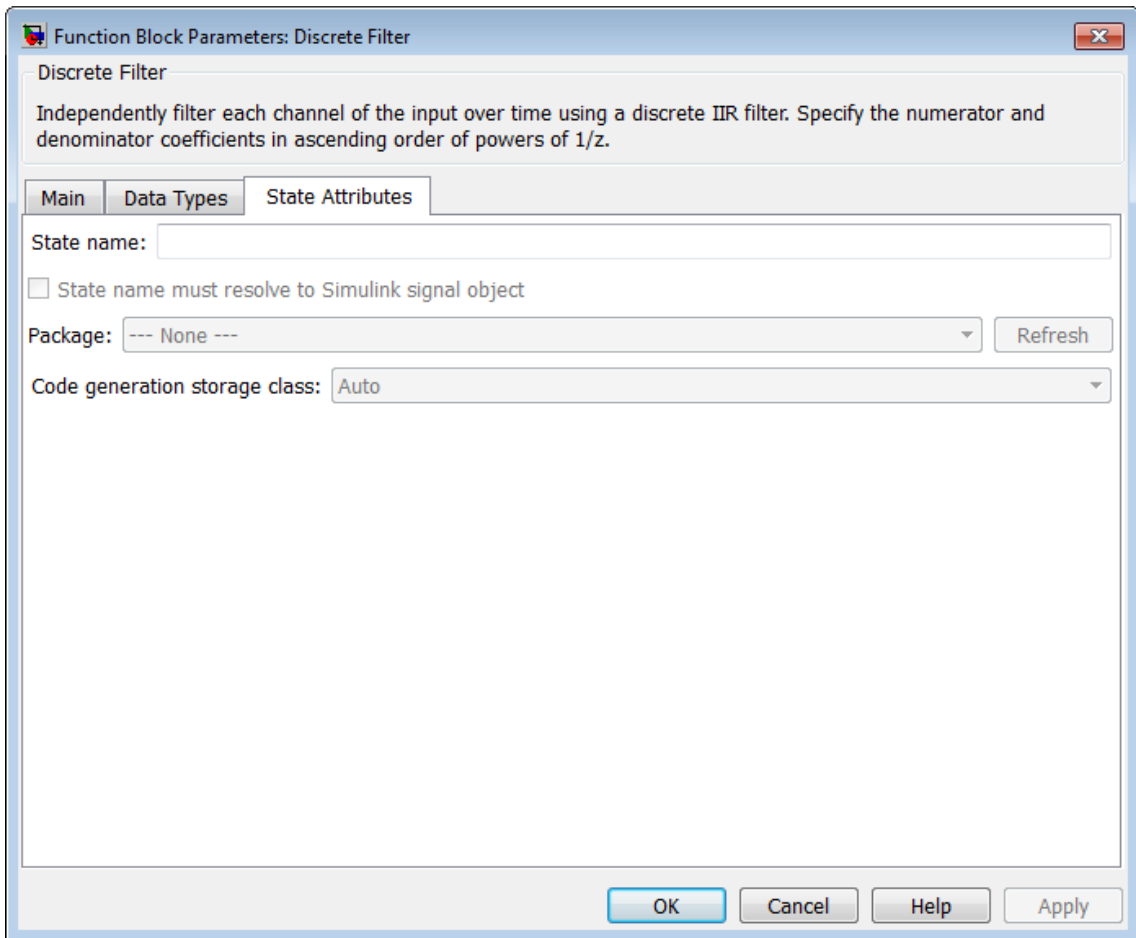 Function Block Parameters: Discrete Filter
Discrete Filter
Independently filter each channel of the input over time using a discrete IIR filter. Specify the numerator and
denominator coefficients in ascending order of powers of 1/z.
Main Data Types State Attributes
State name:
State name must resolve to Simulink signal object
Package: --- None --- Refresh
Code generation storage class: Auto
OK Cancel Help Apply